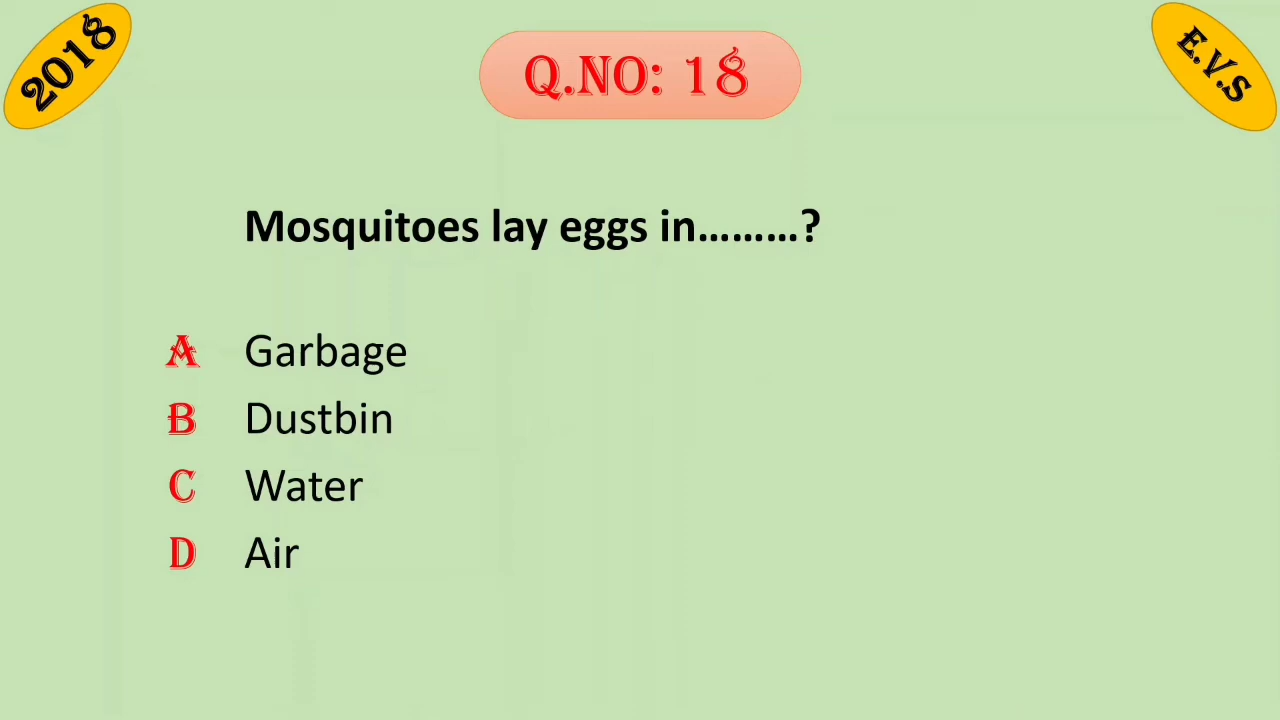 2018
Q.NO: 18
E.V.S
Mosquitoes lay eggs in………?
A Garbage
B Dustbin
C Water
D Air